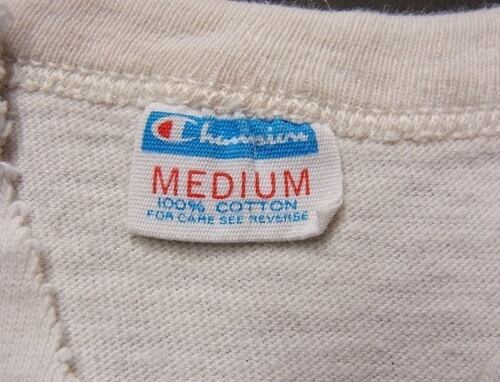 Champion
MEDIUM
100% COTTON
FOR CARE SEE REVERSE